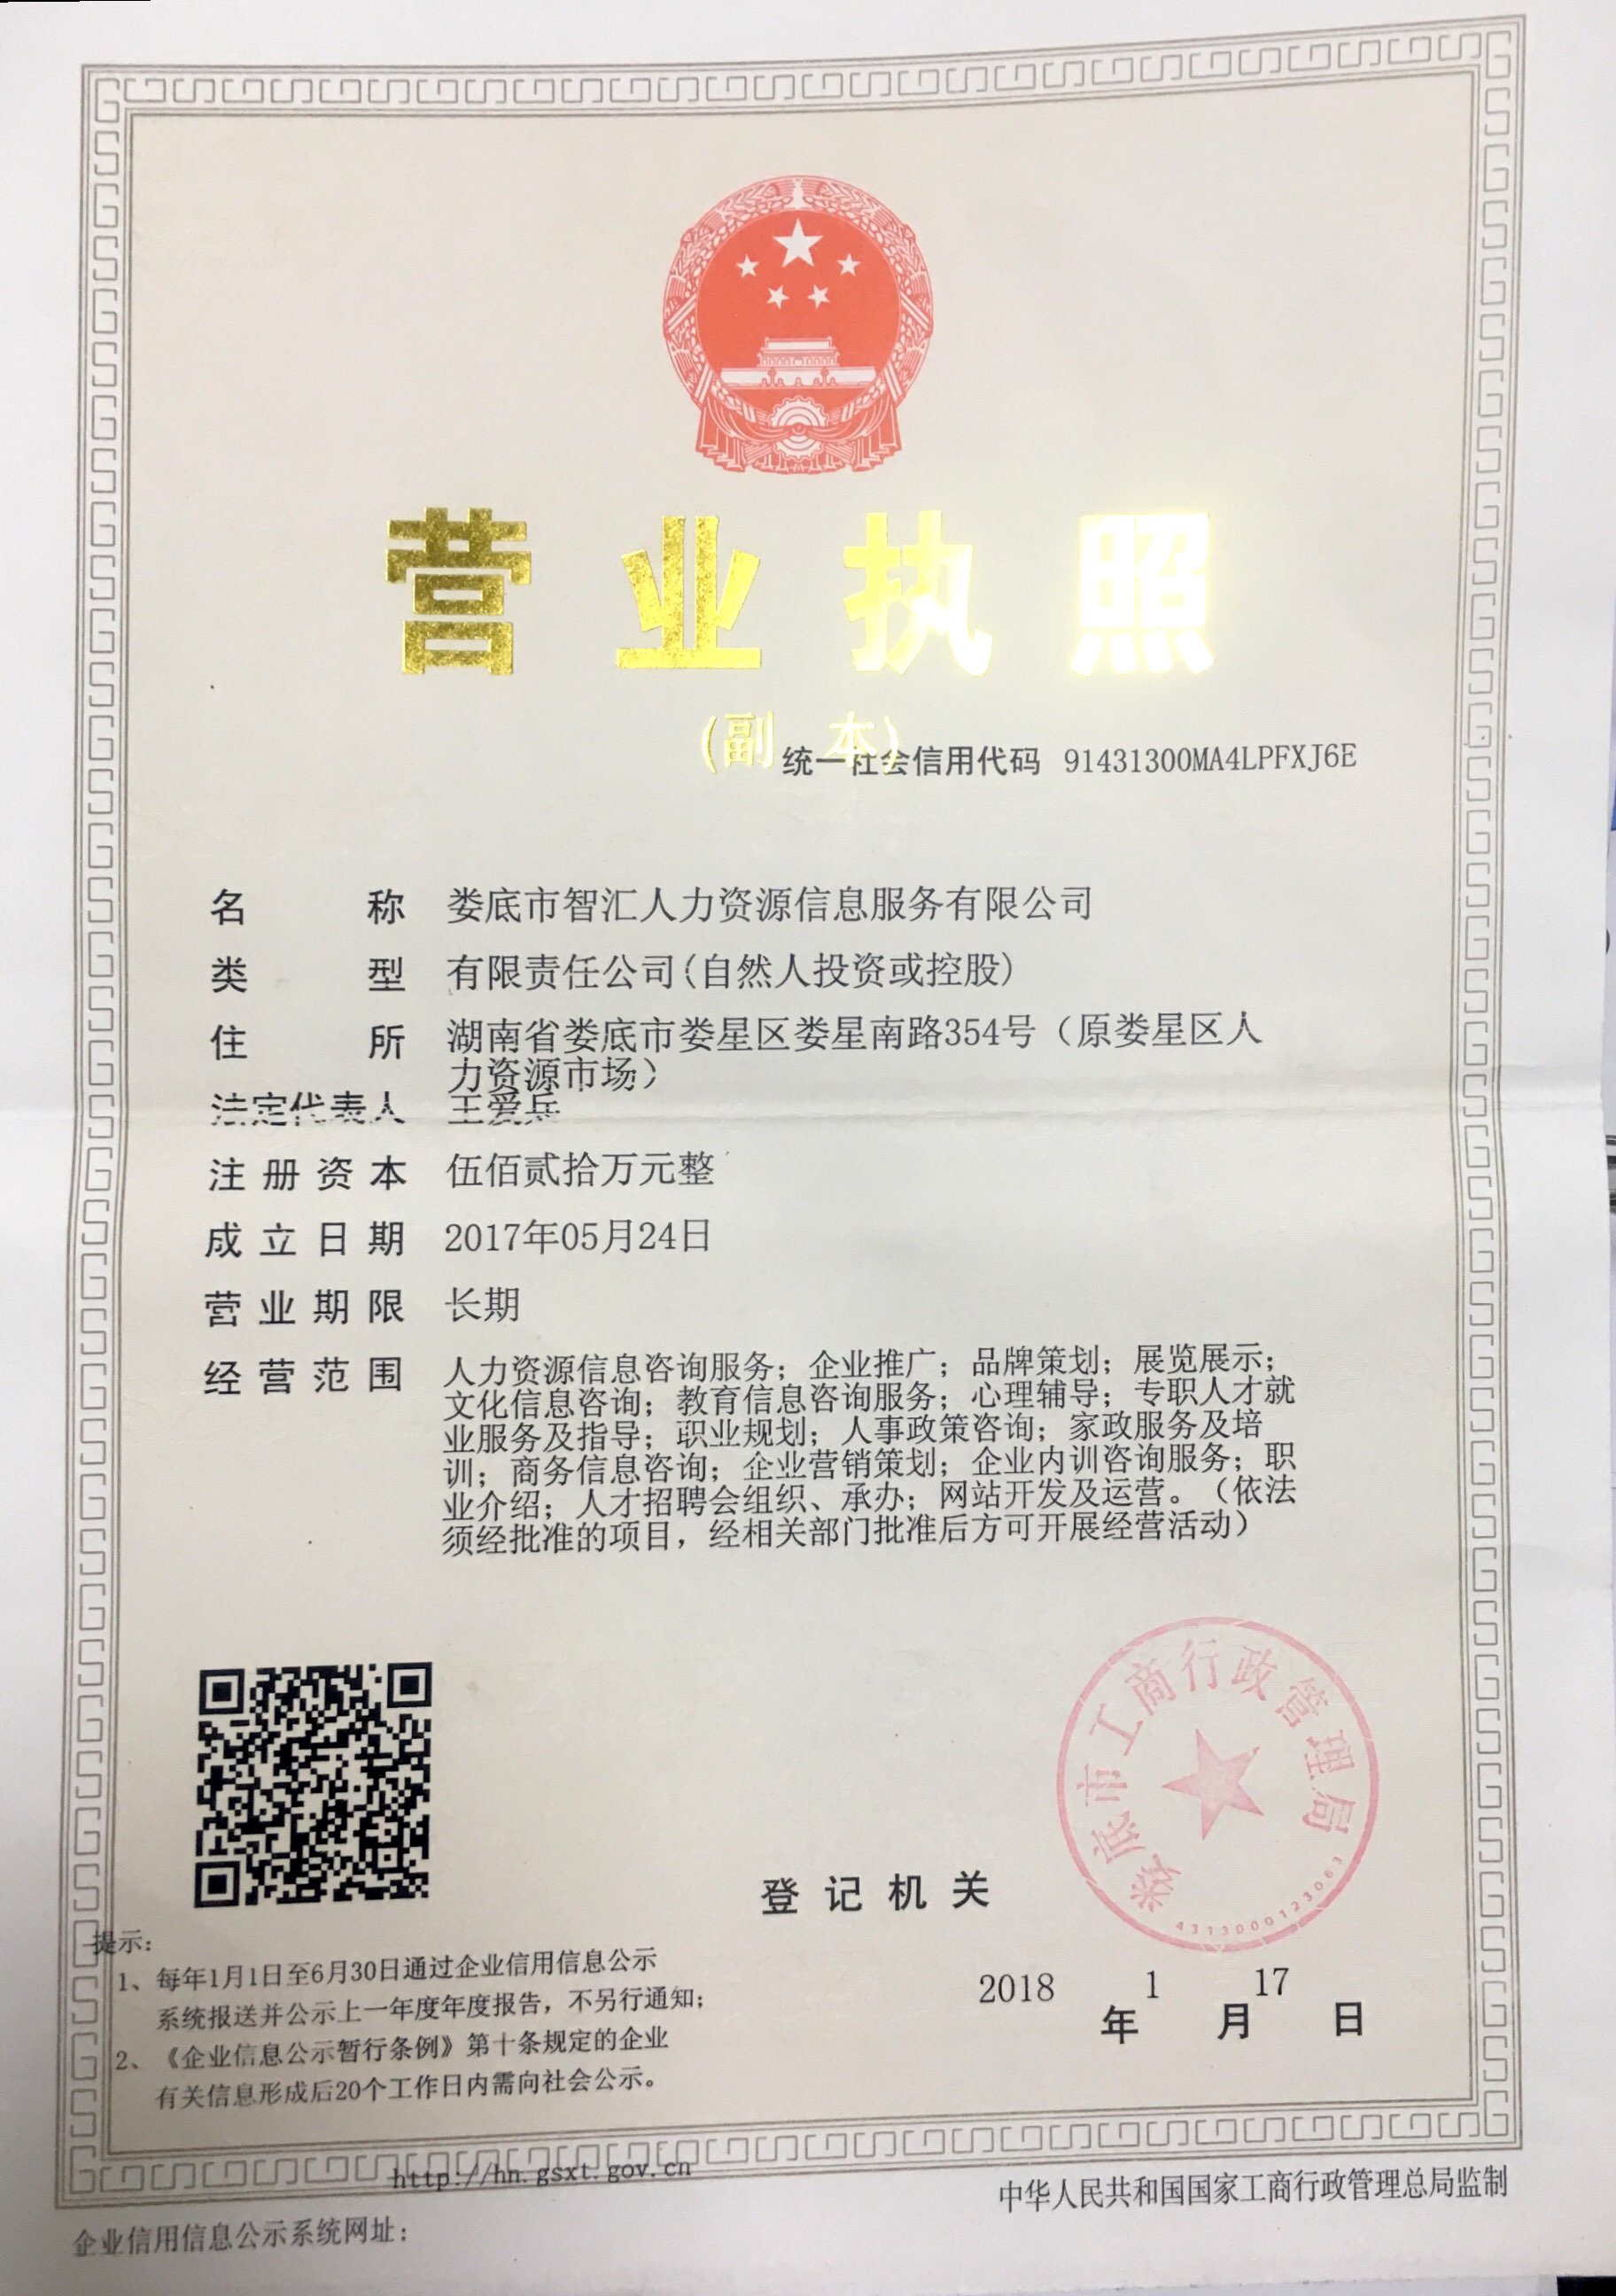 营业执照
(副 本)
统一社会信用代码 91431300MA4LPFXJ6E
名称 娄底市智汇人力资源信息服务有限公司
类型 有限责任公司(自然人投资或控股)
住所 湖南省娄底市娄星区娄星南路354号（原娄星区人
力资源市场）
法定代表人 王爱兵
注册资本 伍佰贰拾万元整
成立日期 2017年05月24日
营业期限 长期
经营范围 人力资源信息咨询服务；企业推广；品牌策划；展览展示；
文化信息咨询；教育信息咨询服务；心理辅导；专职人才就
业服务及指导；职业规划；人事政策咨询；家政服务及培
训；商务信息咨询；企业营销策划；企业内训咨询服务；职
业介绍；人才招聘会组织、承办；网站开发及运营。（依法
须经批准的项目，经相关部门批准后方可开展经营活动）
娄底市工商行政管理局
4313000123063
登记机关
2018年1月17日
提示：
1、每年1月1日至6月30日通过企业信用信息公示
系统报送并公示上一年度年度报告，不另行通知；
2、《企业信息公示暂行条例》第十条规定的企业
有关信息形成后20个工作日内需向社会公示。
http://hn.gsxt.gov.cn
企业信用信息公示系统网址：
中华人民共和国国家工商行政管理总局监制